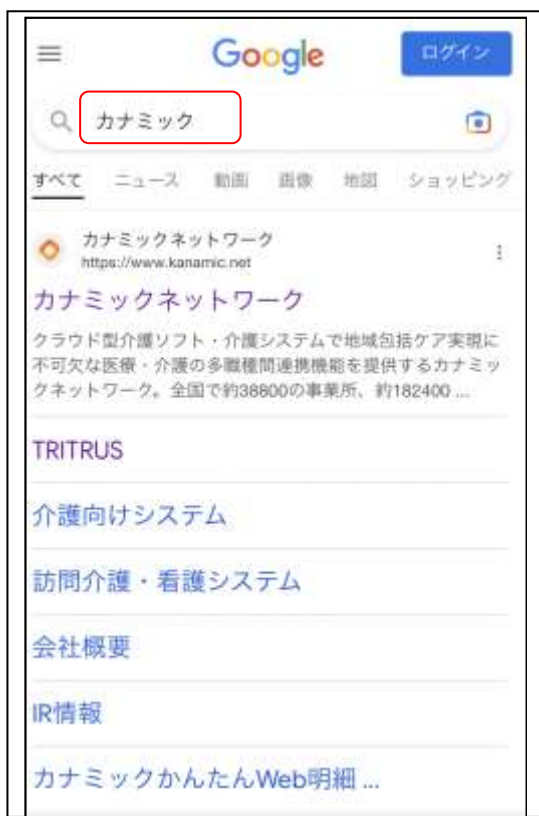 Google
ログイン
カナミック
すべて ニュース 動画 画像 地図 ショッピング
カナミックネットワーク
https://www.kanamic.net
カナミックネットワーク
クラウド型介護ソフト・介護システムで地域包括ケア実現に
不可欠な医療・介護の多職種間連携機能を提供するカナミッ
クネットワーク。全国で約38800の事業所、約182400 ...
TRITRUS
介護向けシステム
訪問介護・看護システム
会社概要
IR情報
カナミックかんたんWeb明細 ...